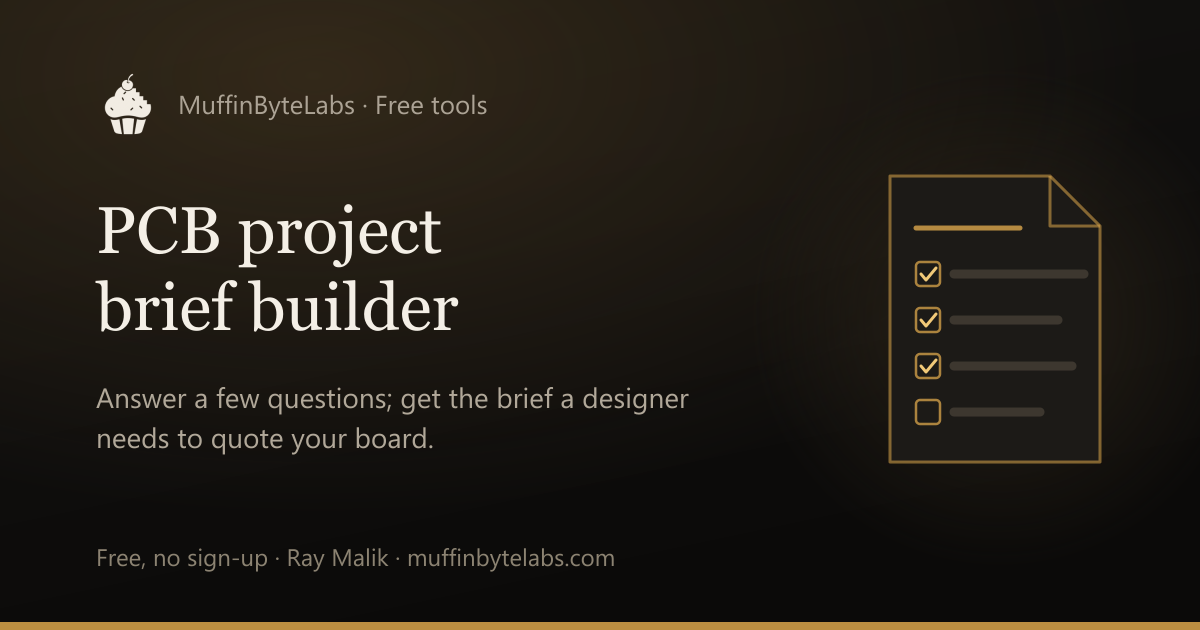 MuffinByteLabs · Free tools
PCB project
brief builder
Answer a few questions; get the brief a designer
needs to quote your board.
Free, no sign-up · Ray Malik · muffinbytelabs.com